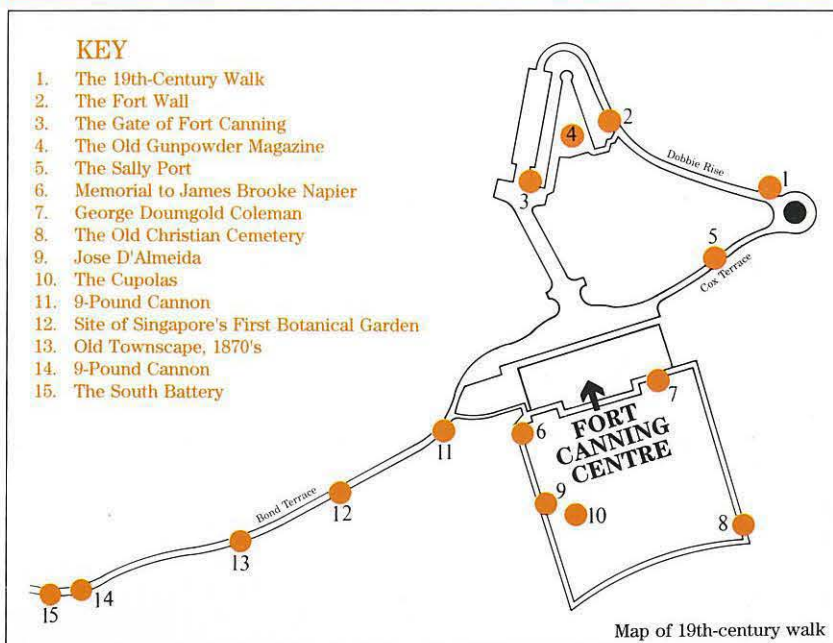 KEY
1. The 19th-Century Walk
2. The Fort Wall
3. The Gate of Fort Canning
4. The Old Gunpowder Magazine
5. The Sally Port
6. Memorial to James Brooke Napier
7. George Doumgold Coleman
8. The Old Christian Cemetery
9. Jose D'Almeida
10. The Cupolas
11. 9-Pound Cannon
12. Site of Singapore's First Botanical Garden
13. Old Townscape, 1870's
14. 9-Pound Cannon
15. The South Battery
2
4
Dobbie Rise
1
3
5
Cox Terrace
7
FORT
CANNING
CENTRE
6
11
9
10
8
12
Bond Terrace
13
14
15
Map of 19th-century walk